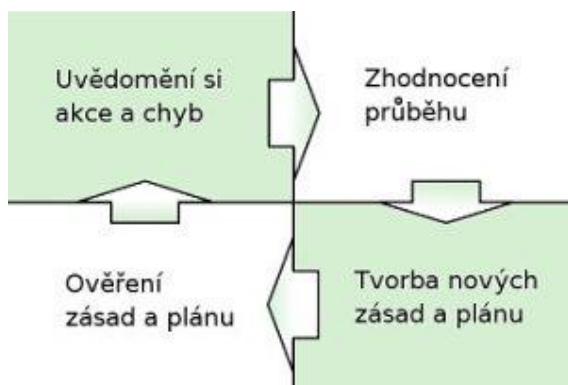 Uvědomění si
akce a chyb
Zhodnocení
průběhu
Ověření
zásad a plánu
Tvorba nových
zásad a plánu